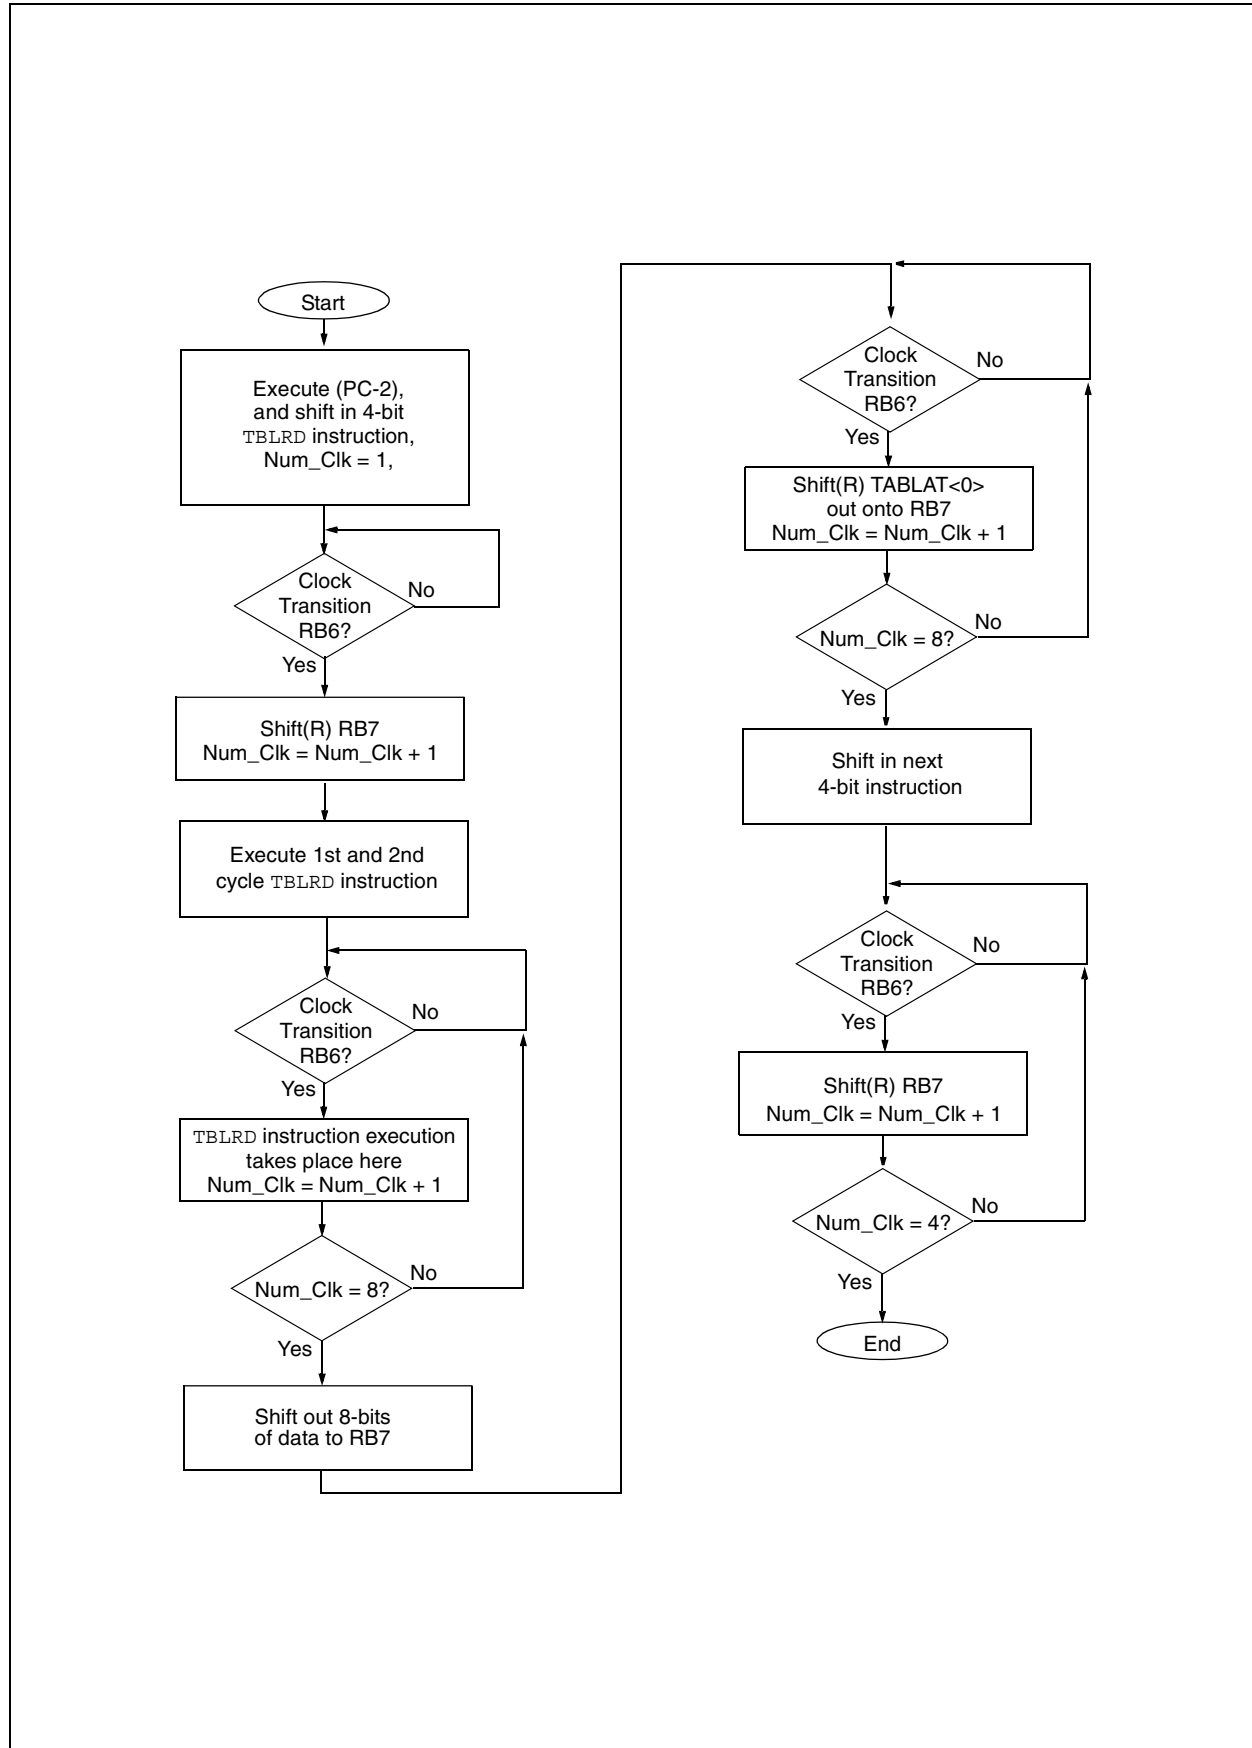 Start
Execute (PC-2),
and shift in 4-bit
TBLRD instruction,
Num_Clk = 1,
Clock
Transition
RB6?
No
Yes
Shift(R) RB7
Num_Clk = Num_Clk + 1
Execute 1st and 2nd
cycle TBLRD instruction
Clock
Transition
RB6?
No
Yes
TBLRD instruction execution
takes place here
Num_Clk = Num_Clk + 1
Num_Clk = 8?
No
Yes
Shift out 8-bits
of data to RB7
Clock
Transition
RB6?
No
Yes
Shift(R) TABLAT<0>
out onto RB7
Num_Clk = Num_Clk + 1
Num_Clk = 8?
No
Yes
Shift in next
4-bit instruction
Clock
Transition
RB6?
No
Yes
Shift(R) RB7
Num_Clk = Num_Clk + 1
Num_Clk = 4?
No
Yes
End